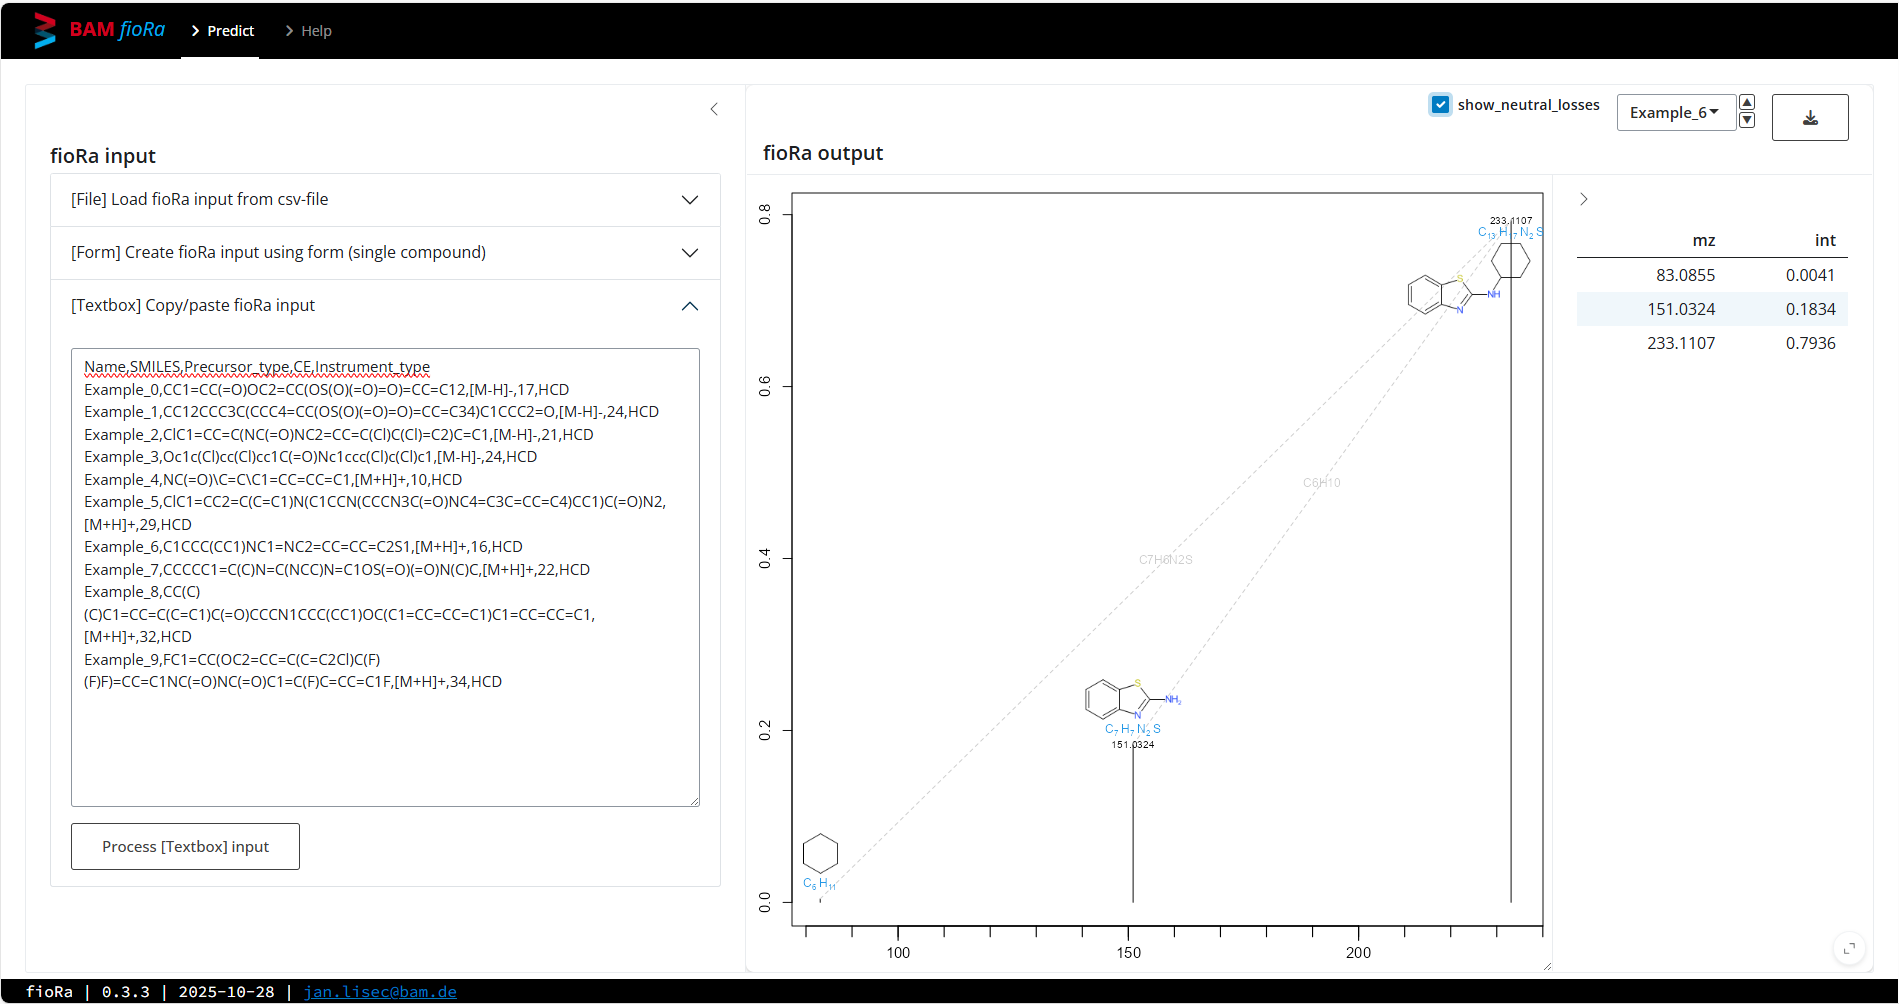 BAM fioRa
Predict
Help
fioRa input
[File] Load fioRa input from csv-file
[Form] Create fioRa input using form (single compound)
[Textbox] Copy/paste fioRa input
Name,SMILES,Precursor_type,CE,Instrument_type
Example_0,CC1=CC(=O)OC2=CC(OS(O)(=O)=O)=CC=C12,[M-H]-,17,HCD
Example_1,CC12CCC3C(CCC4=CC(OS(O)(=O)=O)=CC=C34)C1CCC2=O,[M-H]-,24,HCD
Example_2,ClC1=CC=C(NC(=O)NC2=CC=C(Cl)C(Cl)=C2)C=C1,[M-H]-,21,HCD
Example_3,Oc1c(Cl)cc(Cl)cc1C(=O)Nc1ccc(Cl)c(Cl)c1,[M-H]-,24,HCD
Example_4,NC(=O)\C=C\C1=CC=CC=C1,[M+H]+,10,HCD
Example_5,ClC1=CC2=C(C=C1)N(C1CCN(CCCN3C(=O)NC4=C3C=CC=C4)CC1)C(=O)N2,
[M+H]+,29,HCD
Example_6,C1CCC(CC1)NC1=NC2=CC=CC=C2S1,[M+H]+,16,HCD
Example_7,CCCCC1=C(C)N=C(NCC)N=C1OS(=O)(=O)N(C)C,[M+H]+,22,HCD
Example_8,CC(C)
(C)C1=CC=C(C=C1)C(=O)CCCN1CCC(CC1)OC(C1=CC=CC=C1)C1=CC=CC=C1,
[M+H]+,32,HCD
Example_9,FC1=CC(OC2=CC=C(C=C2Cl)C(F)
(F)F)=CC=C1NC(=O)NC(=O)C1=C(F)C=CC=C1F,[M+H]+,34,HCD
Process [Textbox] input
show_neutral_losses
Example_6
fioRa output
0.8
0.6
0.4
0.2
0.0
233.1107
C13 H17 N2 S
S
N
NH
C6H10
C7H6N2S
S
N
NH2
C7 H7 N2 S
151.0324
C6 H11
100
150
200
mz int
83.0855 0.0041
151.0324 0.1834
233.1107 0.7936
fioRa | 0.3.3 | 2025-10-28 | jan.lisec@bam.de